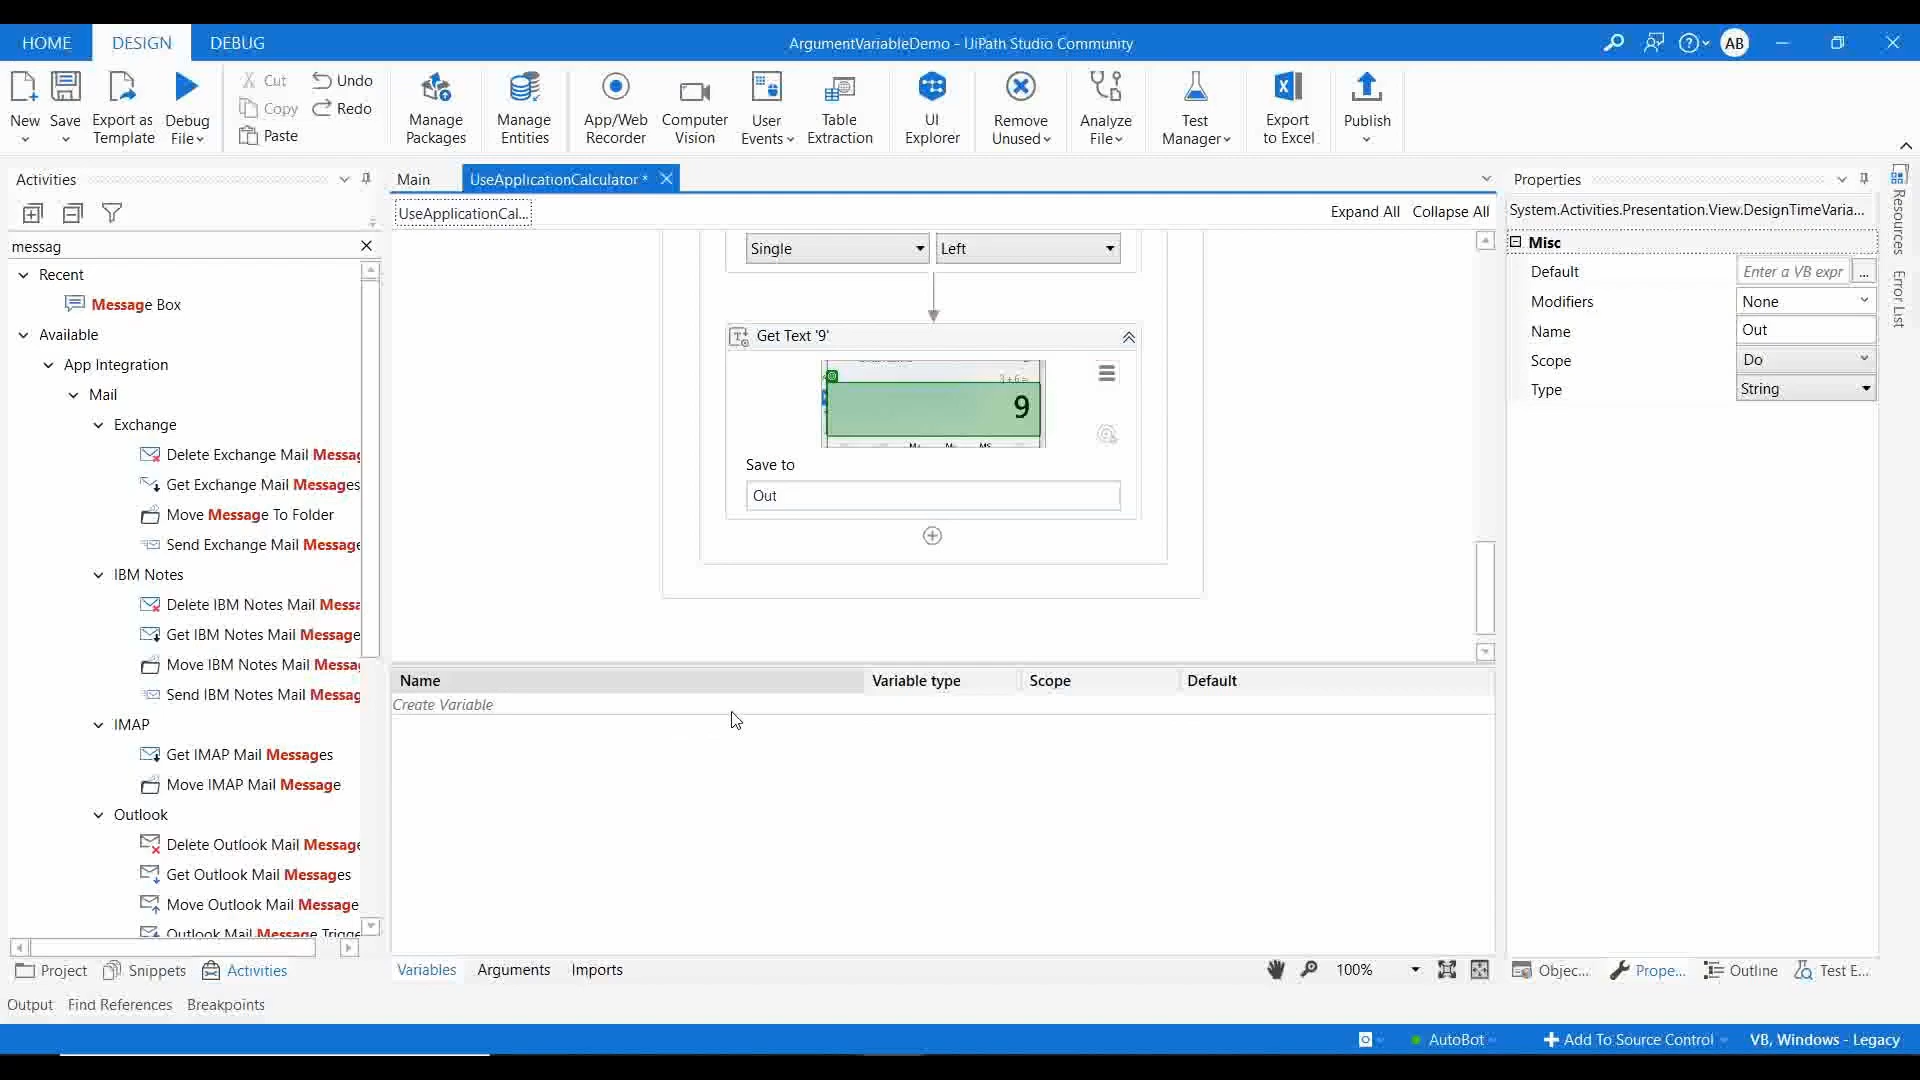 HOME
DESIGN
DEBUG
ArgumentVariableDemo - UiPath Studio Community
AB
New
Save
Export as
Template
Debug
File
Cut
Copy
Paste
Undo
Redo
Manage
Packages
Manage
Entities
App/Web
Recorder
Computer
Vision
User
Events
Table
Extraction
UI
Explorer
Remove
Unused
Analyze
File
Test
Manager
Export
to Excel
Publish
Activities
messag
Recent
Message Box
Available
App Integration
Mail
Exchange
Delete Exchange Mail Messag
Get Exchange Mail Messages
Move Message To Folder
Send Exchange Mail Message
IBM Notes
Delete IBM Notes Mail Messa
Get IBM Notes Mail Message
Move IBM Notes Mail Messag
Send IBM Notes Mail Messag
IMAP
Get IMAP Mail Messages
Move IMAP Mail Message
Outlook
Delete Outlook Mail Message
Get Outlook Mail Messages
Move Outlook Mail Message
Outlook Mail Message Trigge
Project
Snippets
Activities
Main
UseApplicationCalculator *
UseApplicationCal...
Expand All
Collapse All
Single
Left
Get Text '9'
3 + 6 =
9
Save to
Out
Name
Variable type
Scope
Default
Create Variable
Variables
Arguments
Imports
100%
Properties
System.Activities.Presentation.View.DesignTimeVaria...
Misc
Default
Enter a VB expr
...
Modifiers
None
Name
Out
Scope
Do
Type
String
Resources
Error List
Objec...
Prope...
Outline
Test E...
Output
Find References
Breakpoints
AutoBot
Add To Source Control
VB, Windows - Legacy